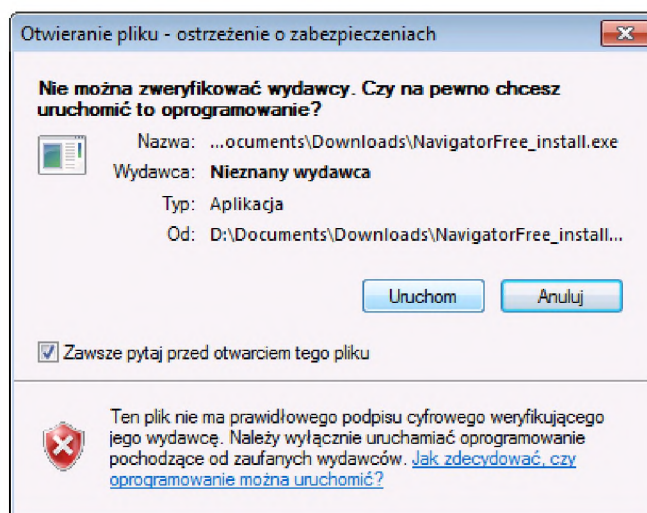 Otwieranie pliku - ostrzeżenie o zabezpieczeniach
Nie można zweryfikować wydawcy. Czy na pewno chcesz
uruchomić to oprogramowanie?
Nazwa: ...ocuments\Downloads\NavigatorFree_install.exe
Wydawca: Nieznany wydawca
Typ: Aplikacja
Od: D:\Documents\Downloads\NavigatorFree_install...
Uruchom Anuluj
Zawsze pytaj przed otwarciem tego pliku
Ten plik nie ma prawidłowego podpisu cyfrowego weryfikującego
jego wydawcę. Należy wyłącznie uruchamiać oprogramowanie
pochodzące od zaufanych wydawców. Jak zdecydować, czy
oprogramowanie można uruchomić?